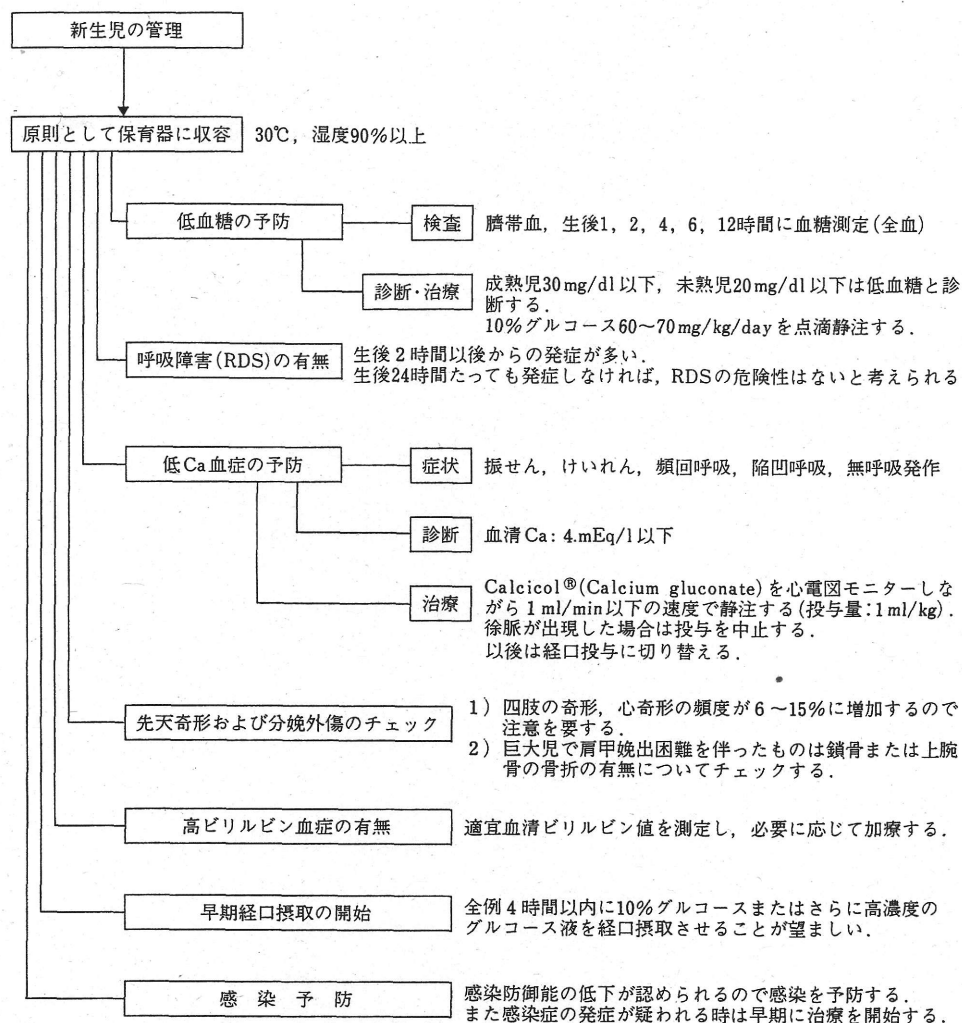 新生児の管理
原則として保育器に収容 30℃，湿度90％以上
低血糖の予防 検査 臍帯血，生後1，2，4，6，12時間に血糖測定(全血)
診断・治療 成熟児30mg/dl以下，未熟児20mg/dl以下は低血糖と診
断する．
10％グルコース60〜70mg/kg/dayを点滴静注する．
呼吸障害(RDS)の有無 生後2時間以後からの発症が多い．
生後24時間たっても発症しなければ，RDSの危険性はないと考えられる
低Ca血症の予防 症状 振せん，けいれん，頻回呼吸，陥凹呼吸，無呼吸発作
診断 血清Ca: 4.mEq/l以下
治療 Calcicol®(Calcium gluconate)を心電図モニターしな
がら1ml/min以下の速度で静注する(投与量:1ml/kg)．
徐脈が出現した場合は投与を中止する．
以後は経口投与に切り替える．
先天奇形および分娩外傷のチェック 1) 四肢の奇形，心奇形の頻度が6〜15％に増加するので
注意を要する．
2) 巨大児で肩甲娩出困難を伴ったものは鎖骨または上腕
骨の骨折の有無についてチェックする．
高ビリルビン血症の有無 適宜血清ビリルビン値を測定し，必要に応じて加療する．
早期経口摂取の開始 全例4時間以内に10％グルコースまたはさらに高濃度の
グルコース液を経口摂取させることが望ましい．
感染予防 感染防御能の低下が認められるので感染を予防する．
また感染症の発症が疑われる時は早期に治療を開始する．